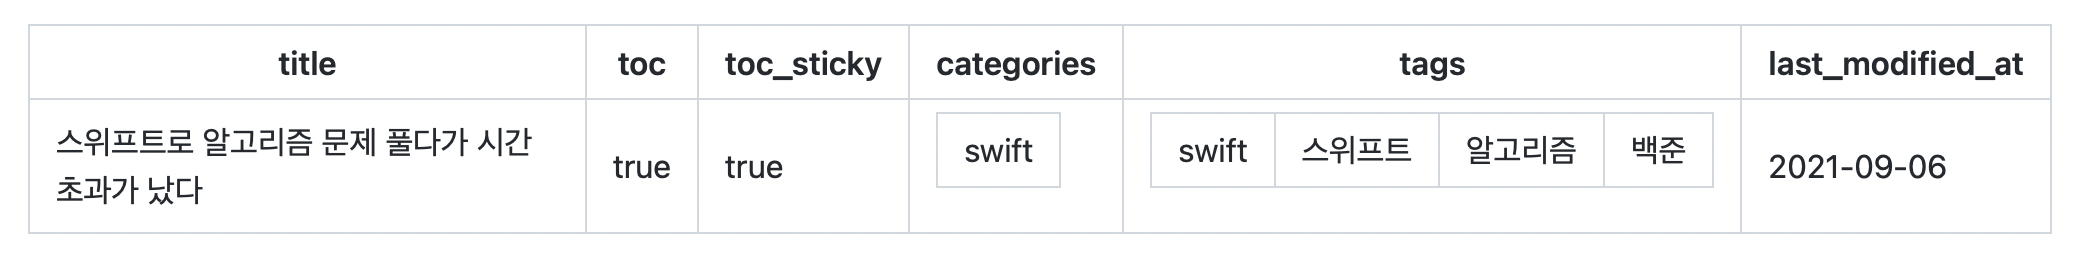 title toc toc_sticky categories tags last_modified_at
스위프트로 알고리즘 문제 풀다가 시간
초과가 났다
true true swift swift 스위프트 알고리즘 백준 2021-09-06